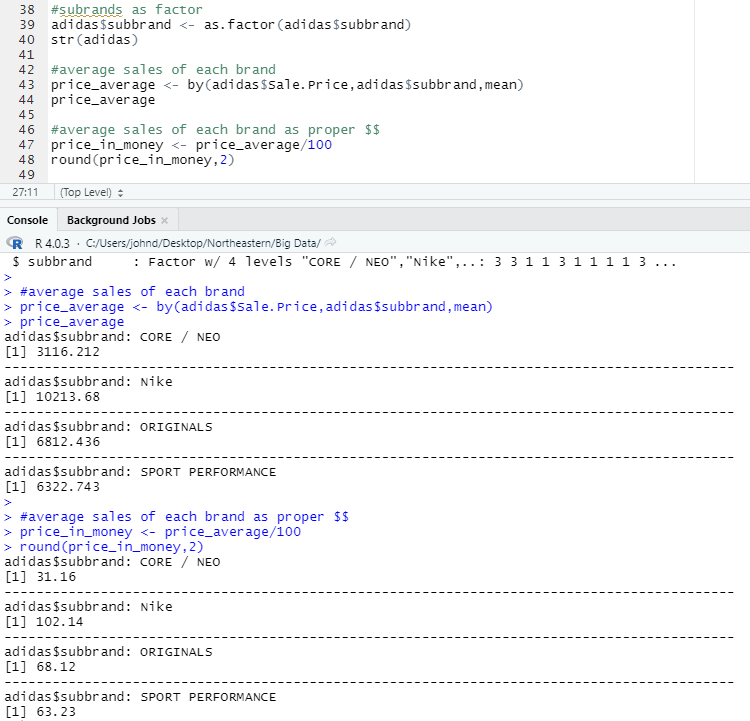 38 #subrands as factor
39 adidas$subbrand <- as.factor(adidas$subbrand)
40 str(adidas)
41
42 #average sales of each brand
43 price_average <- by(adidas$Sale.Price,adidas$subbrand,mean)
44 price_average
45
46 #average sales of each brand as proper $$
47 price_in_money <- price_average/100
48 round(price_in_money,2)
49
27:11 (Top Level)
Console Background Jobs ×
R 4.0.3 · C:/Users/johnd/Desktop/Northeastern/Big Data/
$ subbrand : Factor w/ 4 levels "CORE / NEO","Nike",..: 3 3 1 1 3 1 1 1 1 3 ...
>
> #average sales of each brand
> price_average <- by(adidas$Sale.Price,adidas$subbrand,mean)
> price_average
adidas$subbrand: CORE / NEO
[1] 3116.212
------------------------------------------------------------------------------------------
adidas$subbrand: Nike
[1] 10213.68
------------------------------------------------------------------------------------------
adidas$subbrand: ORIGINALS
[1] 6812.436
------------------------------------------------------------------------------------------
adidas$subbrand: SPORT PERFORMANCE
[1] 6322.743
>
> #average sales of each brand as proper $$
> price_in_money <- price_average/100
> round(price_in_money,2)
adidas$subbrand: CORE / NEO
[1] 31.16
------------------------------------------------------------------------------------------
adidas$subbrand: Nike
[1] 102.14
------------------------------------------------------------------------------------------
adidas$subbrand: ORIGINALS
[1] 68.12
------------------------------------------------------------------------------------------
adidas$subbrand: SPORT PERFORMANCE
[1] 63.23